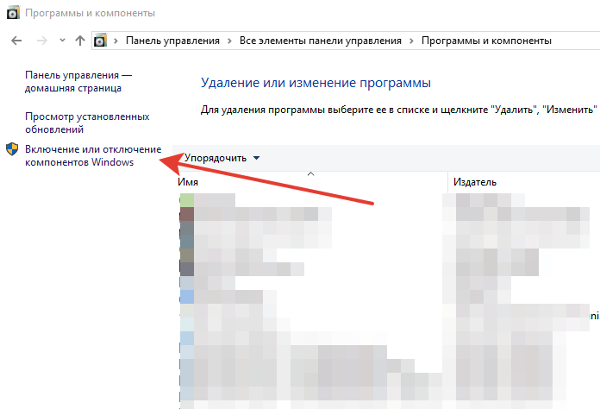 Программы и компоненты
Панель управления > Все элементы панели управления > Программы и компоненты
Панель управления —
домашняя страница
Просмотр установленных
обновлений
Включение или отключение
компонентов Windows
Удаление или изменение программы
Для удаления программы выберите ее в списке и щелкните "Удалить", "Изменить"
Упорядочить
Имя
Издатель